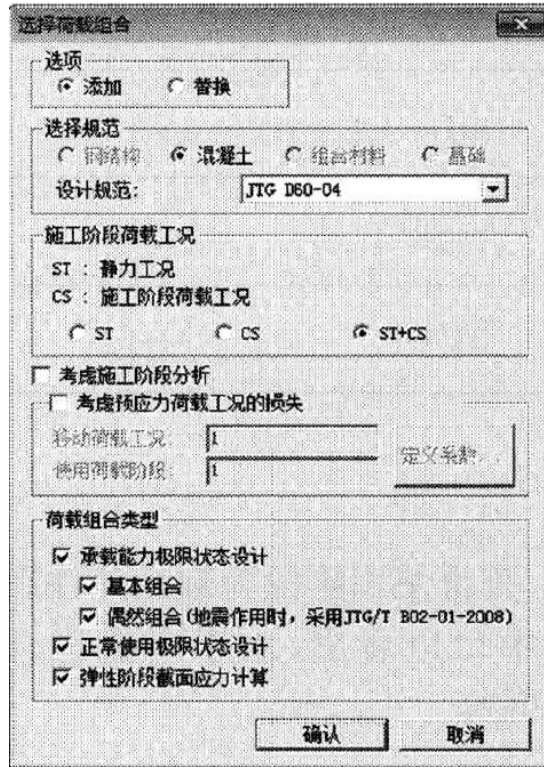 选择荷载组合
选项
添加 替换
选择规范
钢结构 混凝土 组合材料 基础
设计规范: JTG D60-04
施工阶段荷载工况
ST : 静力工况
CS : 施工阶段荷载工况
ST CS ST+CS
考虑施工阶段分析
考虑预应力荷载工况的损失
移动荷载工况: 1
定义系数...
使用荷载阶段: 1
荷载组合类型
承载能力极限状态设计
基本组合
偶然组合(地震作用时，采用JTG/T B02-01-2008)
正常使用极限状态设计
弹性阶段截面应力计算
确认 取消